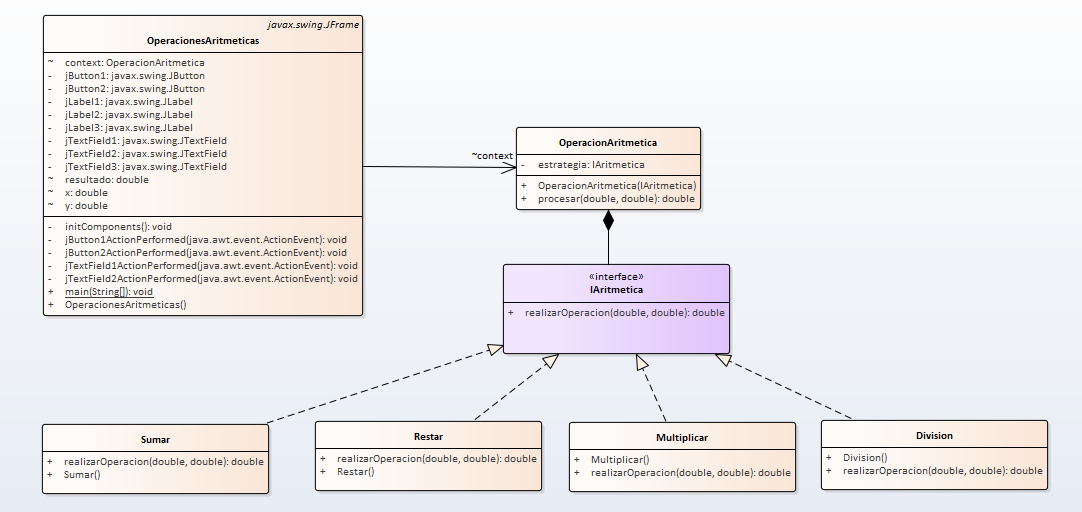 javax.swing.JFrame
OperacionesAritmeticas
~ context: OperacionAritmetica
- jButton1: javax.swing.JButton
- jButton2: javax.swing.JButton
- jLabel1: javax.swing.JLabel
- jLabel2: javax.swing.JLabel
- jLabel3: javax.swing.JLabel
- jTextField1: javax.swing.JTextField
- jTextField2: javax.swing.JTextField
- jTextField3: javax.swing.JTextField
~ resultado: double
~ x: double
~ y: double
- initComponents(): void
- jButton1ActionPerformed(java.awt.event.ActionEvent): void
- jButton2ActionPerformed(java.awt.event.ActionEvent): void
- jTextField1ActionPerformed(java.awt.event.ActionEvent): void
- jTextField2ActionPerformed(java.awt.event.ActionEvent): void
+ main(String[]): void
+ OperacionesAritmeticas()
~context
OperacionAritmetica
- estrategia: IAritmetica
+ OperacionAritmetica(IAritmetica)
+ procesar(double, double): double
«interface»
IAritmetica
+ realizarOperacion(double, double): double
Sumar
+ realizarOperacion(double, double): double
+ Sumar()
Restar
+ realizarOperacion(double, double): double
+ Restar()
Multiplicar
+ Multiplicar()
+ realizarOperacion(double, double): double
Division
+ Division()
+ realizarOperacion(double, double): double